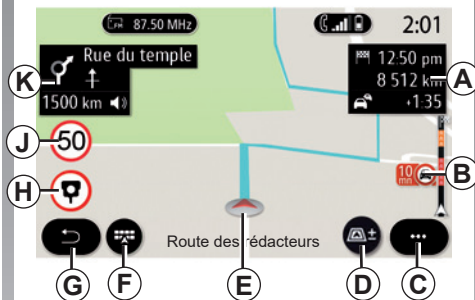 FM 87.50 MHz
2:01
Rue du temple
1500 km
12:50 pm
8 512 km
+1:35
K
A
J
50
10 mn
B
H
Route des rédacteurs
G
F
E
D
C